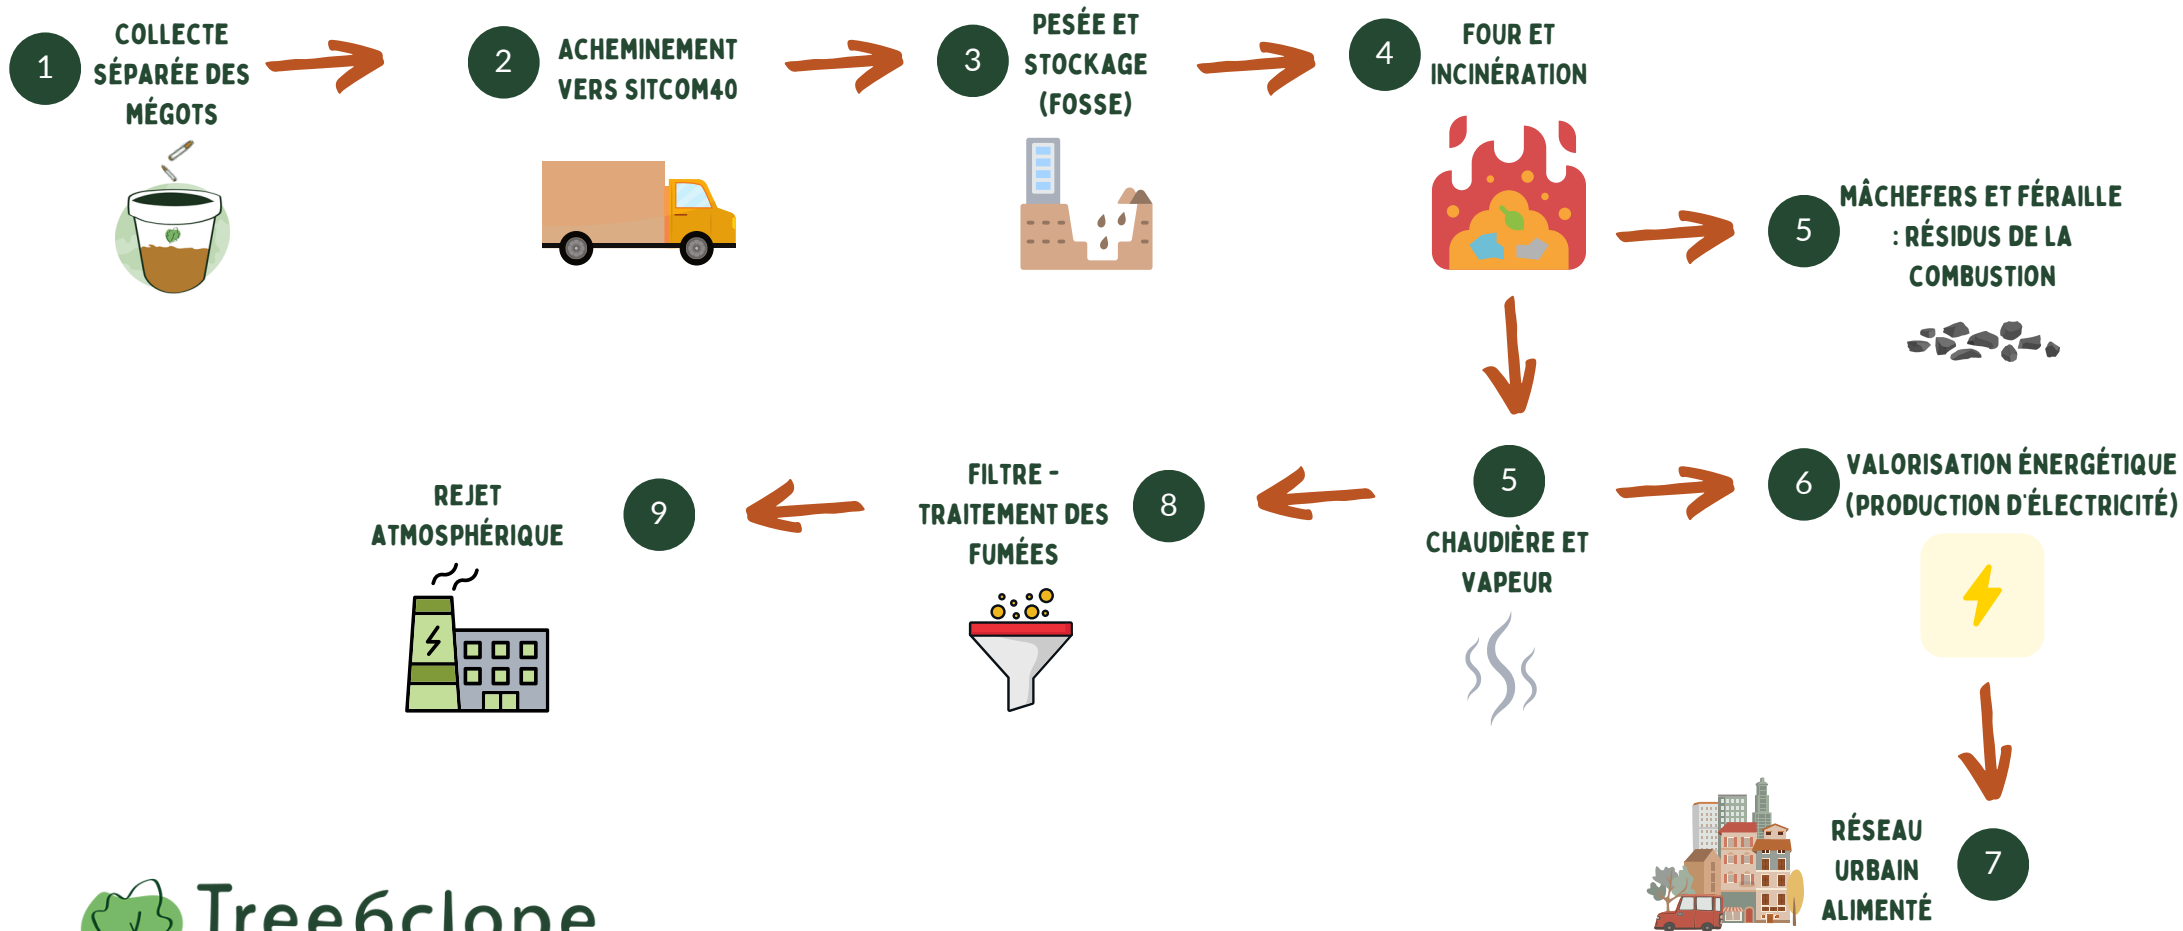 1
COLLECTE
SÉPARÉE DES
MÉGOTS
2
ACHEMINEMENT
VERS SITCOM40
3
PESÉE ET
STOCKAGE
(FOSSE)
4
FOUR ET
INCINÉRATION
5
MÂCHEFERS ET FÉRAILLE
: RÉSIDUS DE LA
COMBUSTION
5
CHAUDIÈRE ET
VAPEUR
6
VALORISATION ÉNERGÉTIQUE
(PRODUCTION D'ÉLECTRICITÉ)
7
RÉSEAU
URBAIN
ALIMENTÉ
8
FILTRE -
TRAITEMENT DES
FUMÉES
9
REJET
ATMOSPHÉRIQUE
Tree6clope